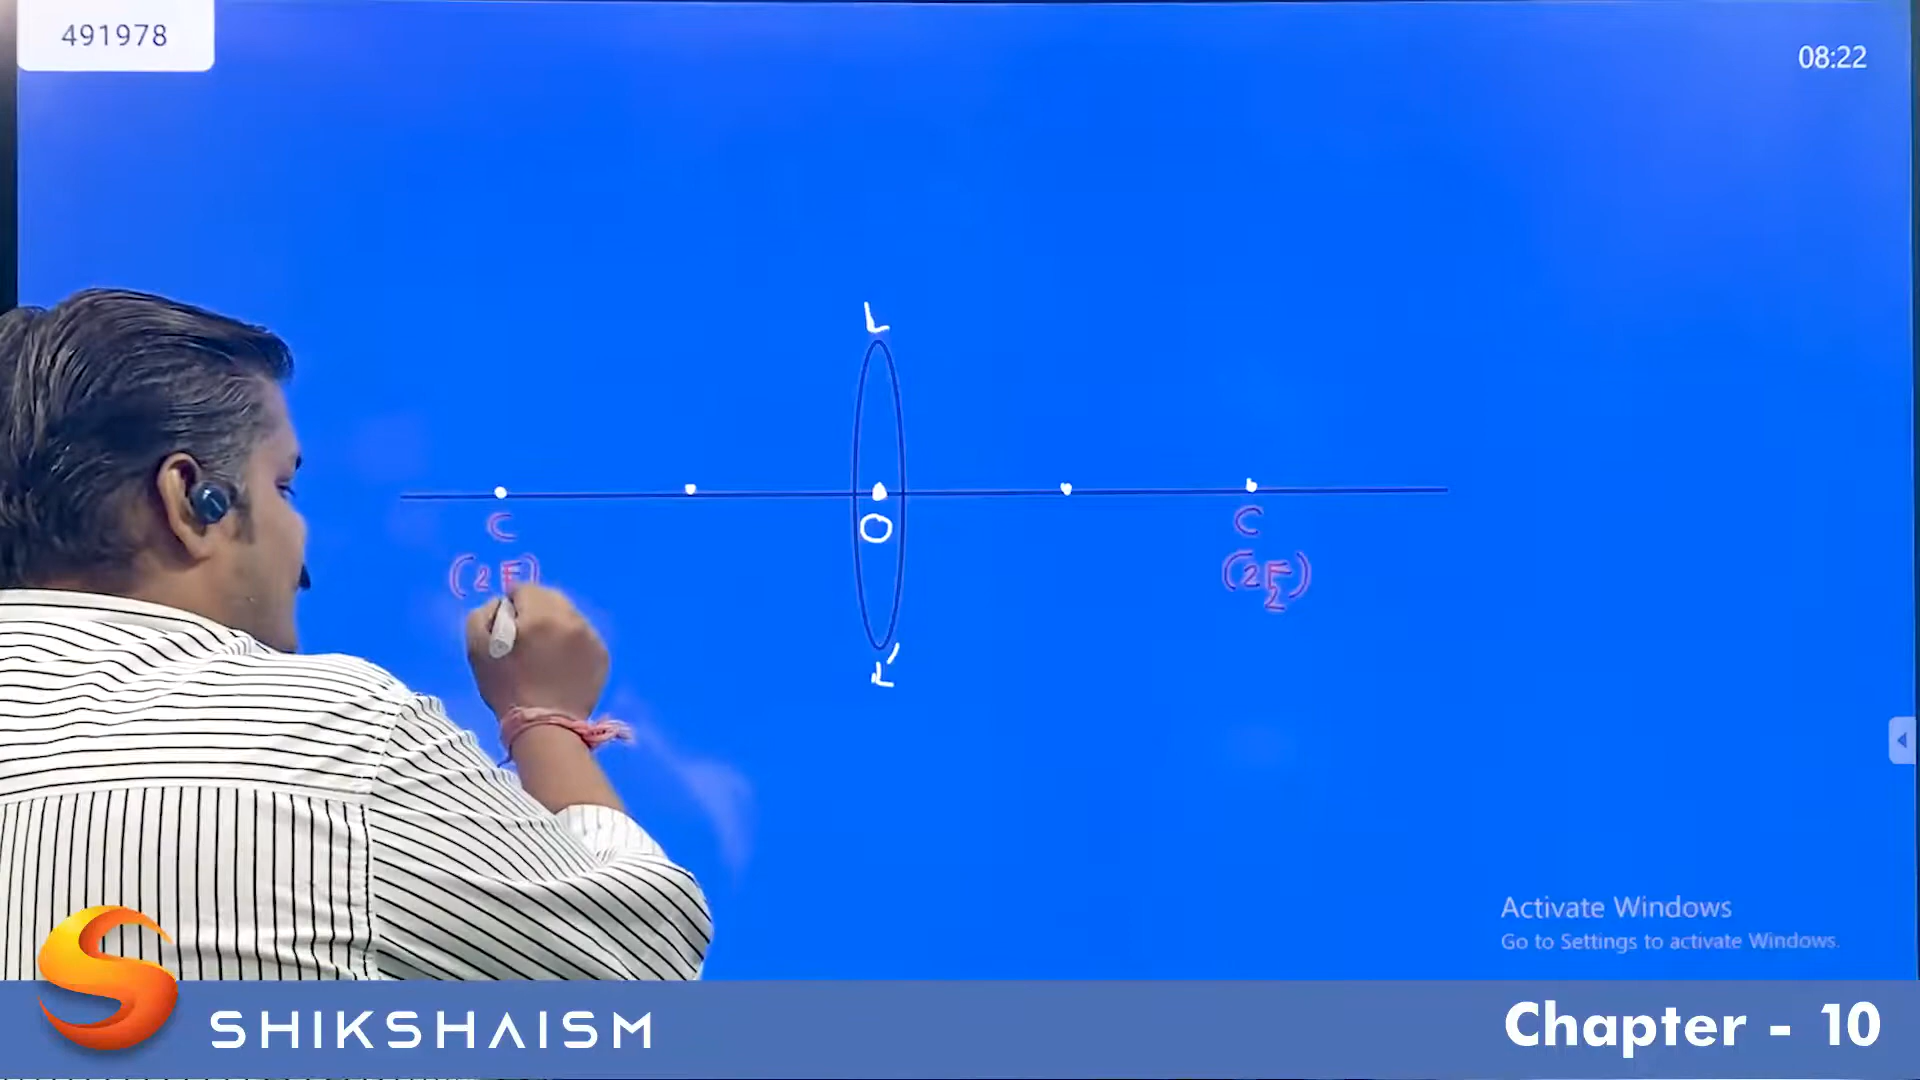 491978
08:22
L
C
O
C
(2F)
(2F2)
L'
Activate Windows
Go to Settings to activate Windows.
SHIKSHAISM
Chapter - 10